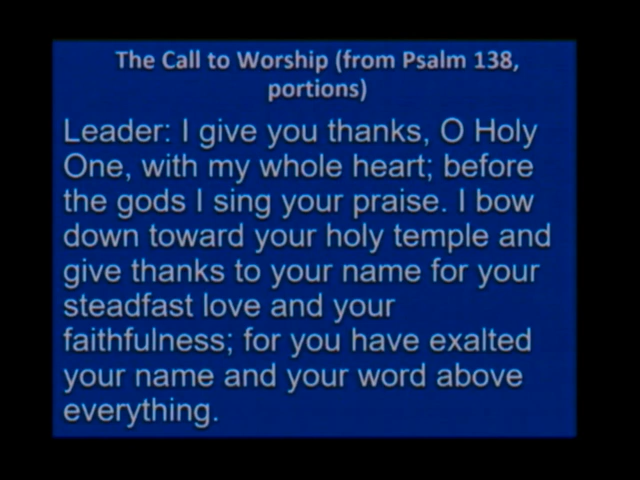 The Call to Worship (from Psalm 138,
portions)
Leader: I give you thanks, O Holy
One, with my whole heart; before
the gods I sing your praise. I bow
down toward your holy temple and
give thanks to your name for your
steadfast love and your
faithfulness; for you have exalted
your name and your word above
everything.